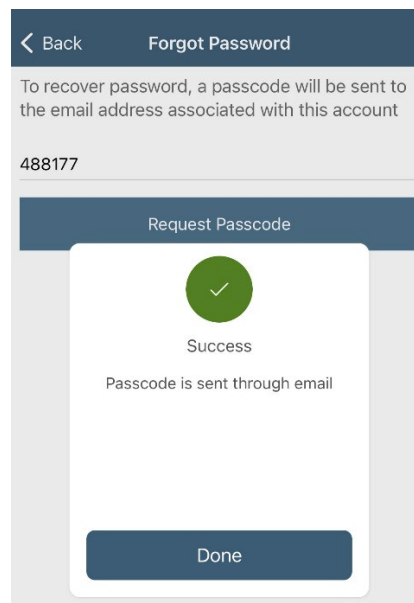 Back Forgot Password
To recover password, a passcode will be sent to
the email address associated with this account
488177
Request Passcode
Success
Passcode is sent through email
Done